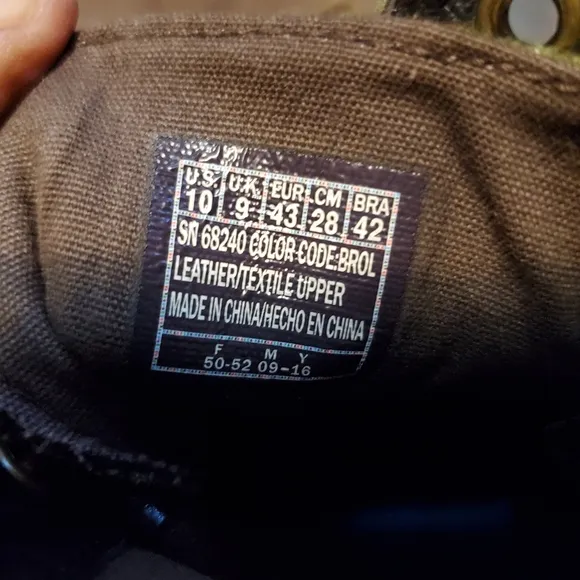 U.S. U.K. EUR. CM BRA
10 9 43 28 42
SN 68240 COLOR CODE:BROL
LEATHER/TEXTILE UPPER
MADE IN CHINA/HECHO EN CHINA
F M Y
50-52 09-16